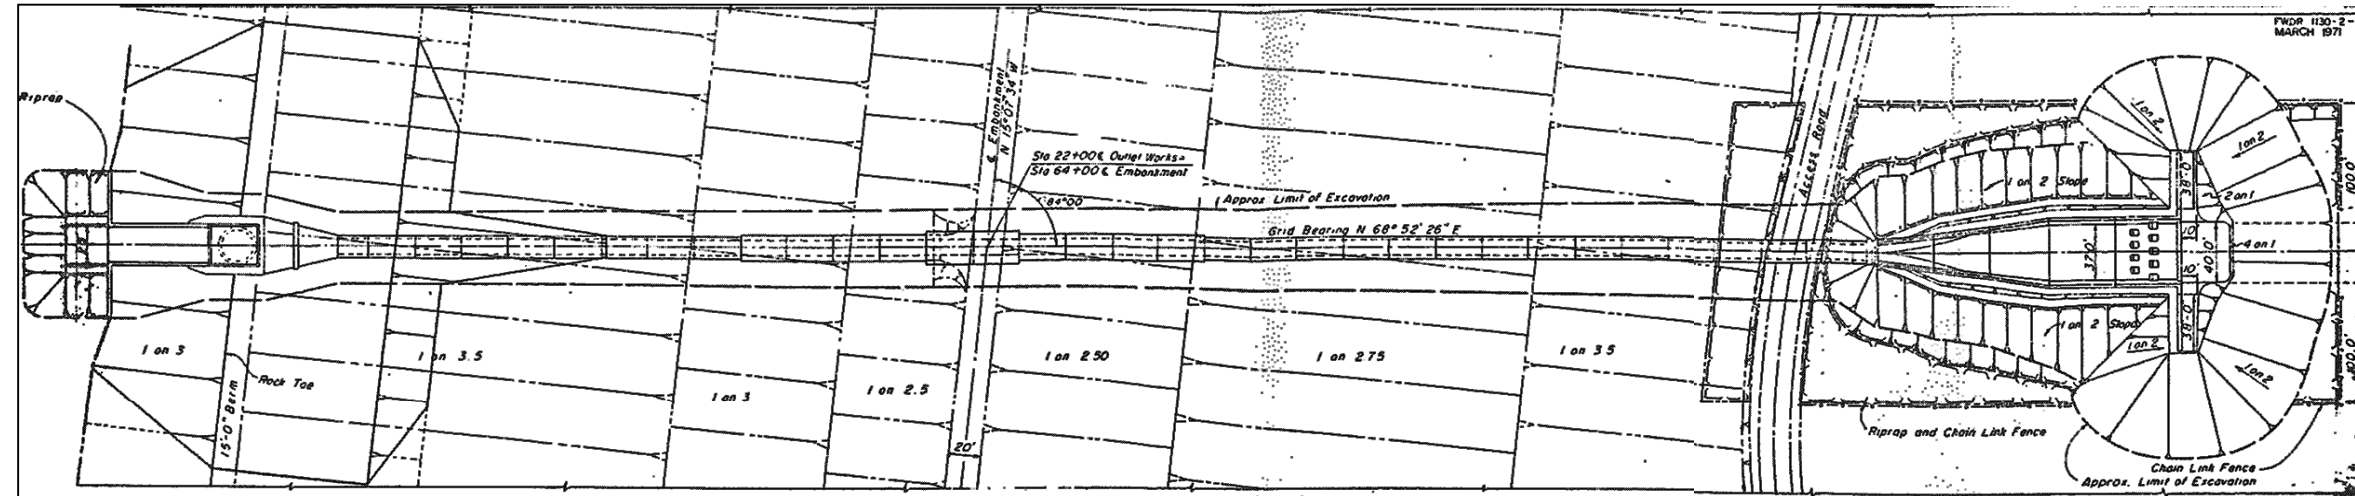 FWDR 1130-2-
MARCH 1971
Riprap
℄ Embankment
N 15° 07' 34" W
Sta 22+00 ℄ Outlet Works=
Sta 64+00 ℄ Embankment
84°00'
Approx Limit of Excavation
Grid Bearing N 68° 52' 26" E
Access Road
1 on 2
1 on 2
1 on 2 Slope
38'-0"
2 on 1
100.0'
10'
37.0'
40.0'
4 on 1
10'
1 on 2 Slope
38'-0"
1 on 2
1 on 2
100.0'
1 on 3
1 on 3.5
1 on 3
1 on 2.5
1 on 2.50
1 on 2.75
1 on 3.5
Rock Toe
15'-0" Berm
20'
Riprap and Chain Link Fence
Chain Link Fence
Approx. Limit of Excavation